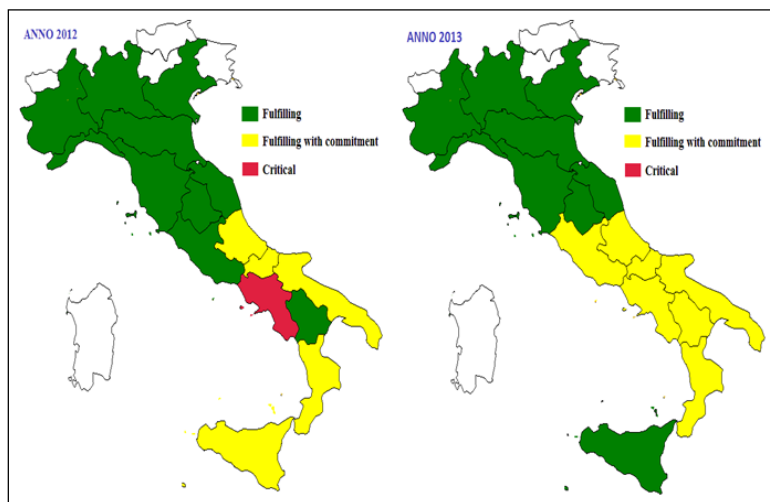 ANNO 2012
Fulfilling
Fulfilling with commitment
Critical
ANNO 2013
Fulfilling
Fulfilling with commitment
Critical